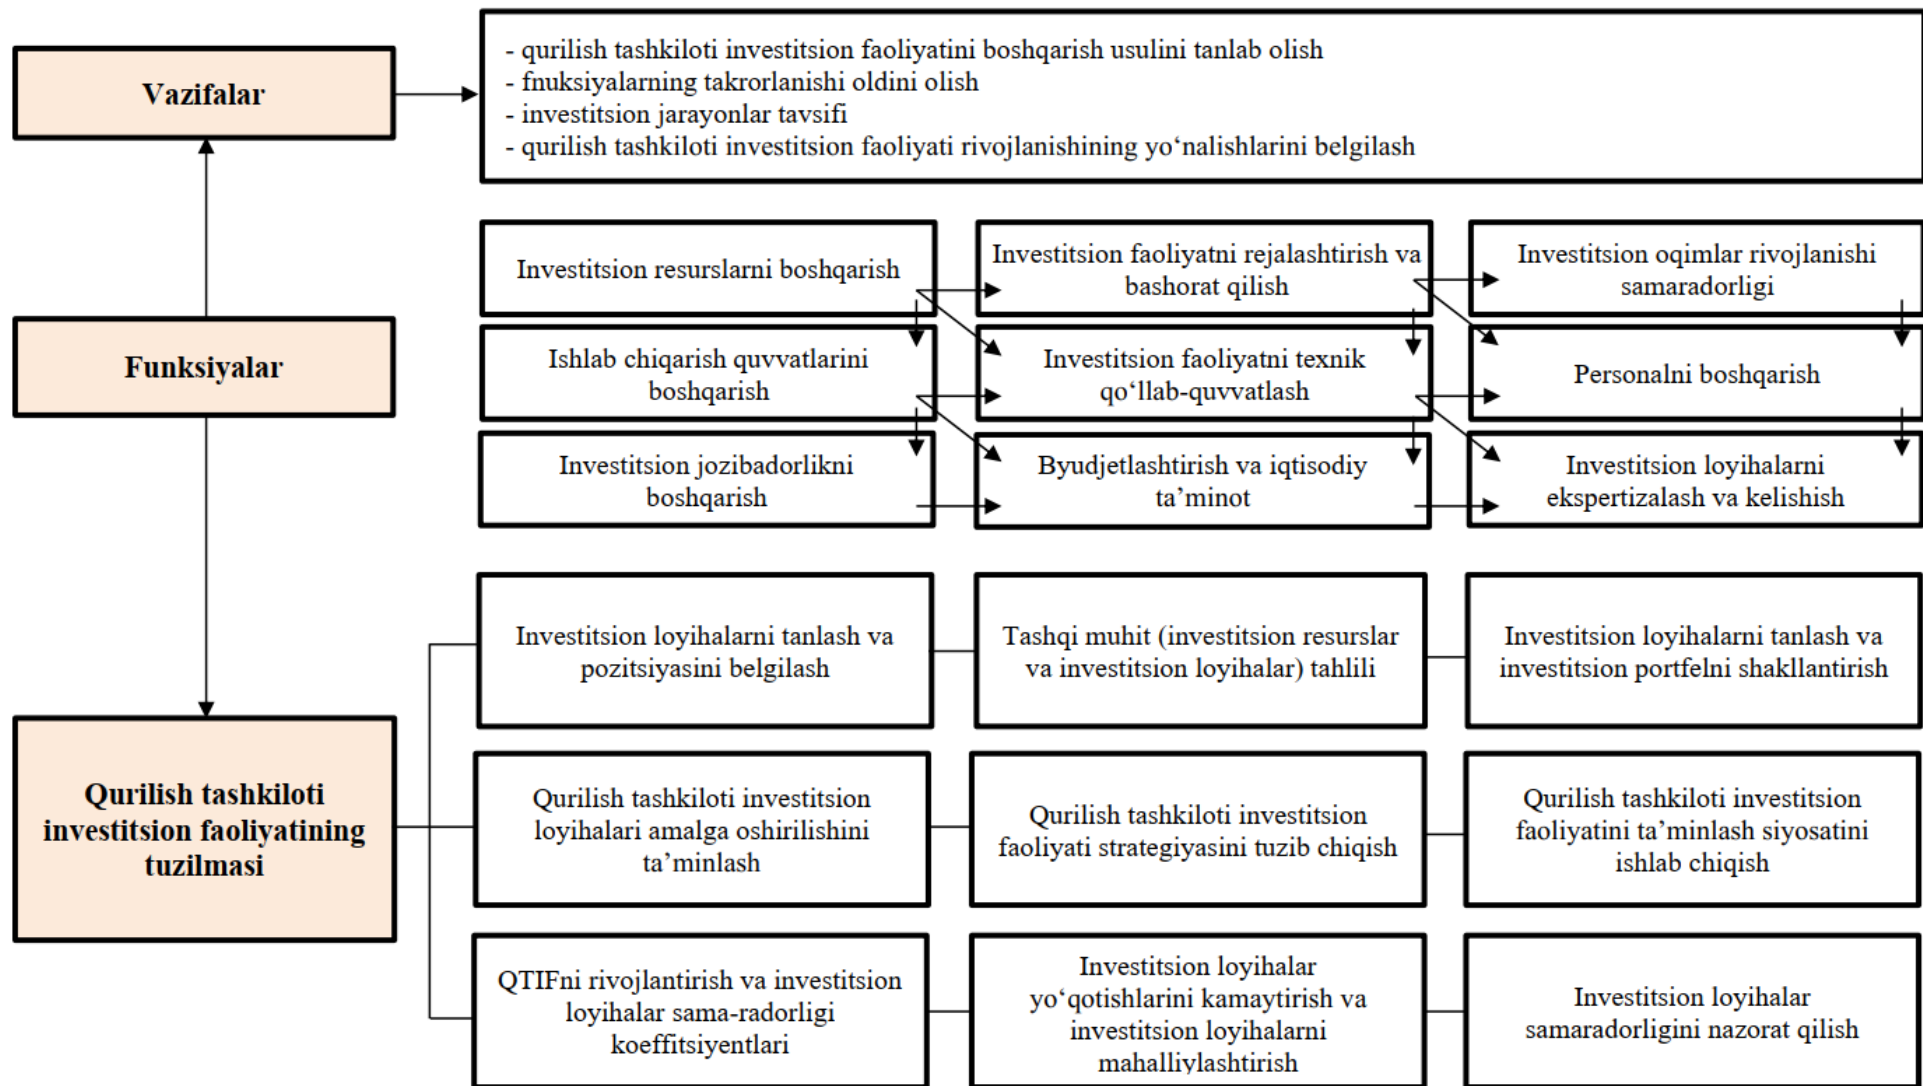 Vazifalar
- qurilish tashkiloti investitsion faoliyatini boshqarish usulini tanlab olish
- fnuksiyalarning takrorlanishi oldini olish
- investitsion jarayonlar tavsifi
- qurilish tashkiloti investitsion faoliyati rivojlanishining yo‘nalishlarini belgilash
Funksiyalar
Investitsion resurslarni boshqarish
Investitsion faoliyatni rejalashtirish va
bashorat qilish
Investitsion oqimlar rivojlanishi
samaradorligi
Ishlab chiqarish quvvatlarini
boshqarish
Investitsion faoliyatni texnik
qo‘llab-quvvatlash
Personalni boshqarish
Investitsion jozibadorlikni
boshqarish
Byudjetlashtirish va iqtisodiy
ta’minot
Investitsion loyihalarni
ekspertizalash va kelishish
Qurilish tashkiloti
investitsion faoliyatining
tuzilmasi
Investitsion loyihalarni tanlash va
pozitsiyasini belgilash
Tashqi muhit (investitsion resurslar
va investitsion loyihalar) tahlili
Investitsion loyihalarni tanlash va
investitsion portfelni shakllantirish
Qurilish tashkiloti investitsion
loyihalari amalga oshirilishini
ta’minlash
Qurilish tashkiloti investitsion
faoliyati strategiyasini tuzib chiqish
Qurilish tashkiloti investitsion
faoliyatini ta’minlash siyosatini
ishlab chiqish
QTIFni rivojlantirish va investitsion
loyihalar sama-radorligi
koeffitsiyentlari
Investitsion loyihalar
yo‘qotishlarini kamaytirish va
investitsion loyihalarni
mahalliylashtirish
Investitsion loyihalar
samaradorligini nazorat qilish